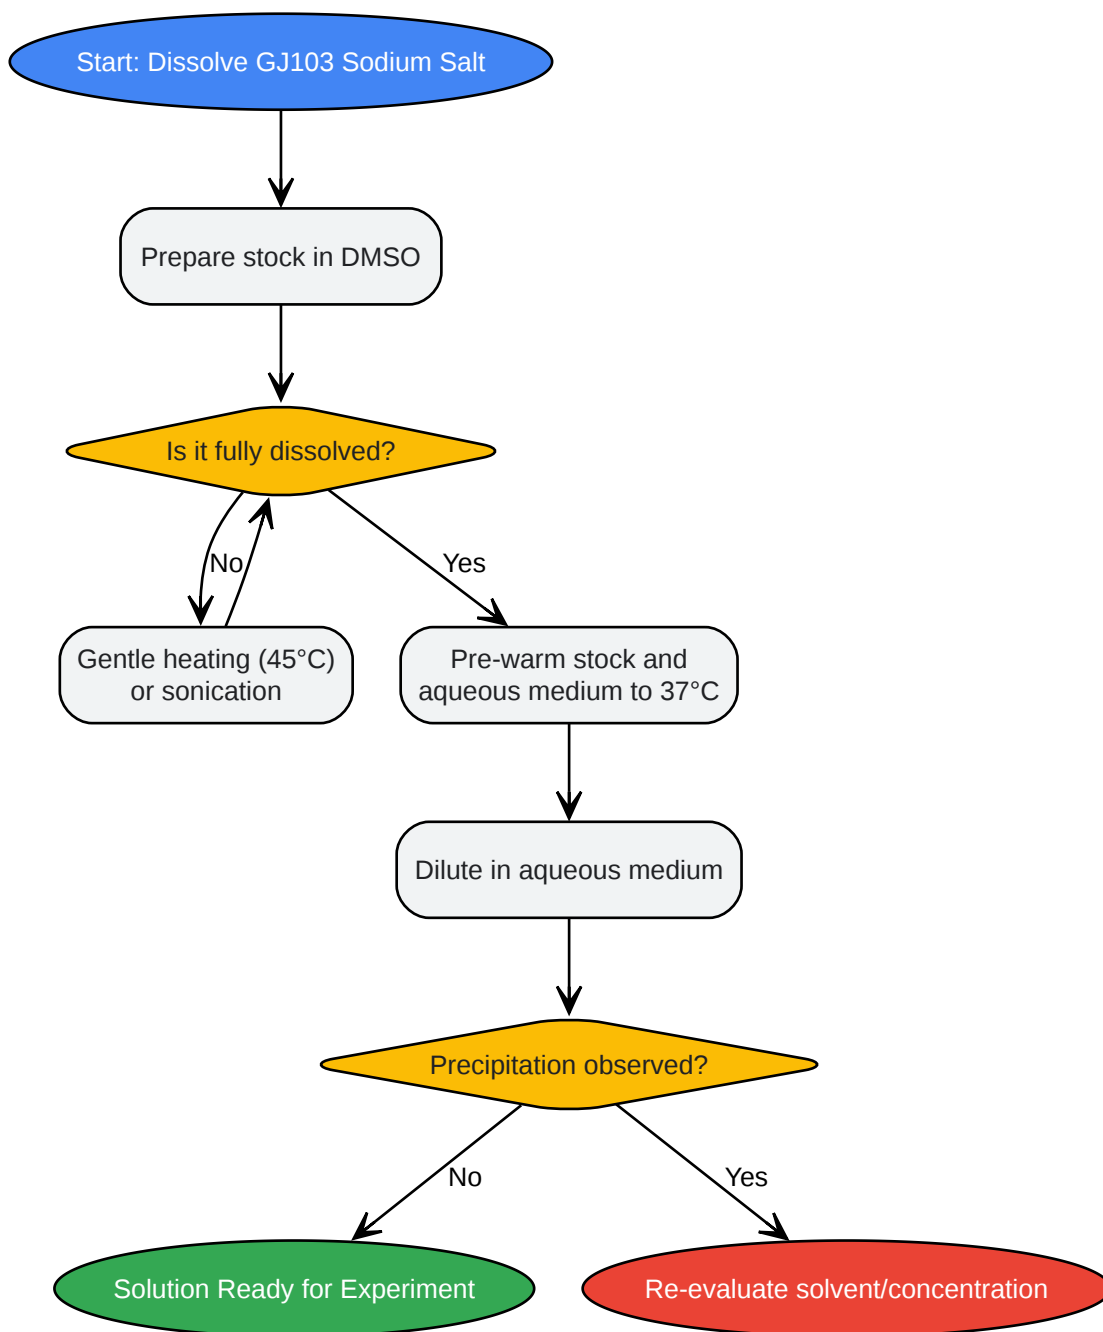 Start: Dissolve GJ103 Sodium Salt
Prepare stock in DMSO
Is it fully dissolved?
No
Yes
Gentle heating (45°C)
or sonication
Pre-warm stock and
aqueous medium to 37°C
Dilute in aqueous medium
Precipitation observed?
No
Yes
Solution Ready for Experiment
Re-evaluate solvent/concentration